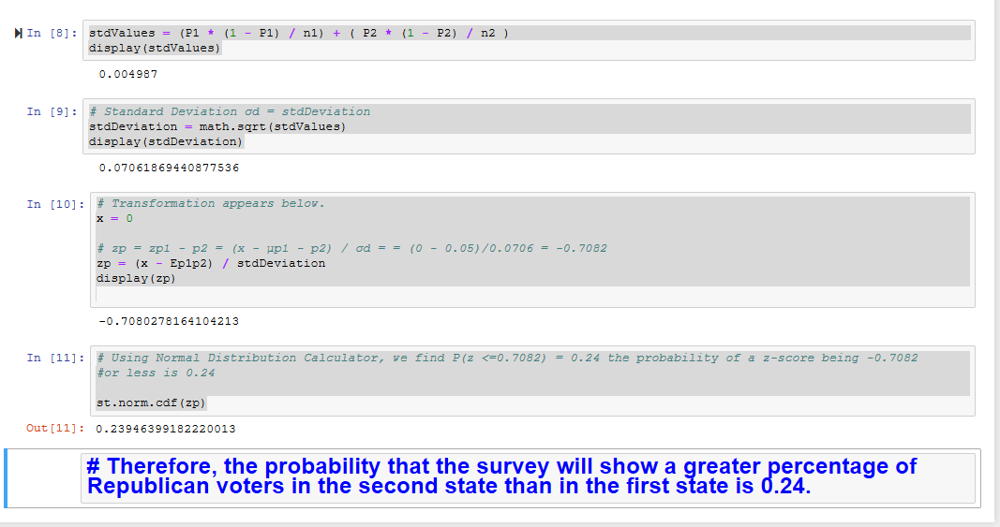 In [8]: stdValues = (P1 * (1 - P1) / n1) + ( P2 * (1 - P2) / n2 )
display(stdValues)
0.004987
In [9]: # Standard Deviation σd = stdDeviation
stdDeviation = math.sqrt(stdValues)
display(stdDeviation)
0.07061869440877536
In [10]: # Transformation appears below.
x = 0
# zp = zp1 - p2 = (x - μp1 - p2) / σd = = (0 - 0.05)/0.0706 = -0.7082
zp = (x - Ep1p2) / stdDeviation
display(zp)
-0.7080278164104213
In [11]: # Using Normal Distribution Calculator, we find P(z <=0.7082) = 0.24 the probability of a z-score being -0.7082
#or less is 0.24
st.norm.cdf(zp)
Out[11]: 0.23946399182220013
# Therefore, the probability that the survey will show a greater percentage of
Republican voters in the second state than in the first state is 0.24.